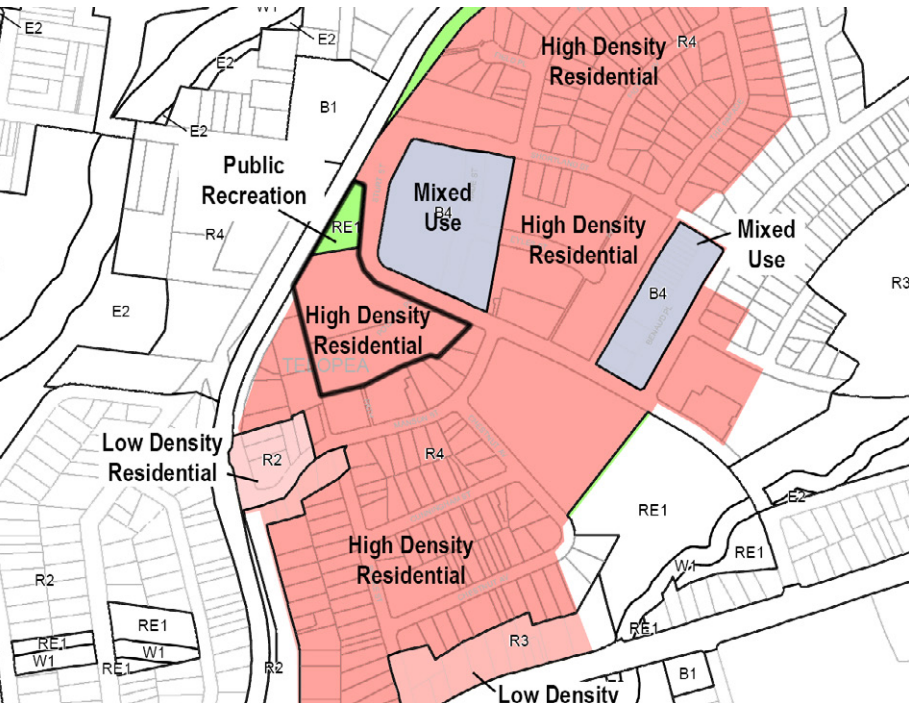 W1
E2
E2
E2
B1
E2
High Density
Residential
R4
Public
Recreation
Mixed
Use
B4
RE1
R4
High Density
Residential
Mixed
Use
B4
R3
E2
High Density
Residential
TELOPEA
Low Density
Residential
R2
R4
RE1
E2
RE1
W1
High Density
Residential
R2
RE1
RE1
W1
W1
RE1
R2
R3
RE1
E1
B1
Low Density